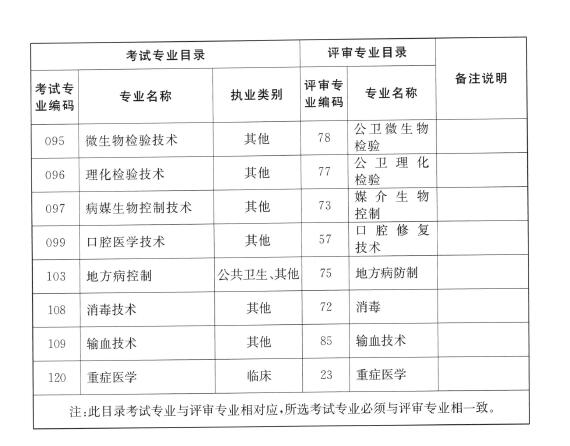 考试专业目录 评审专业目录 备注说明
考试专业编码 专业名称 执业类别 评审专业编码 专业名称
095 微生物检验技术 其他 78 公卫微生物检验
096 理化检验技术 其他 77 公卫理化检验
097 病媒生物控制技术 其他 73 媒介生物控制
099 口腔医学技术 其他 57 口腔修复技术
103 地方病控制 公共卫生、其他 75 地方病防制
108 消毒技术 其他 72 消毒
109 输血技术 其他 85 输血技术
120 重症医学 临床 23 重症医学
注:此目录考试专业与评审专业相对应,所选考试专业必须与评审专业相一致。